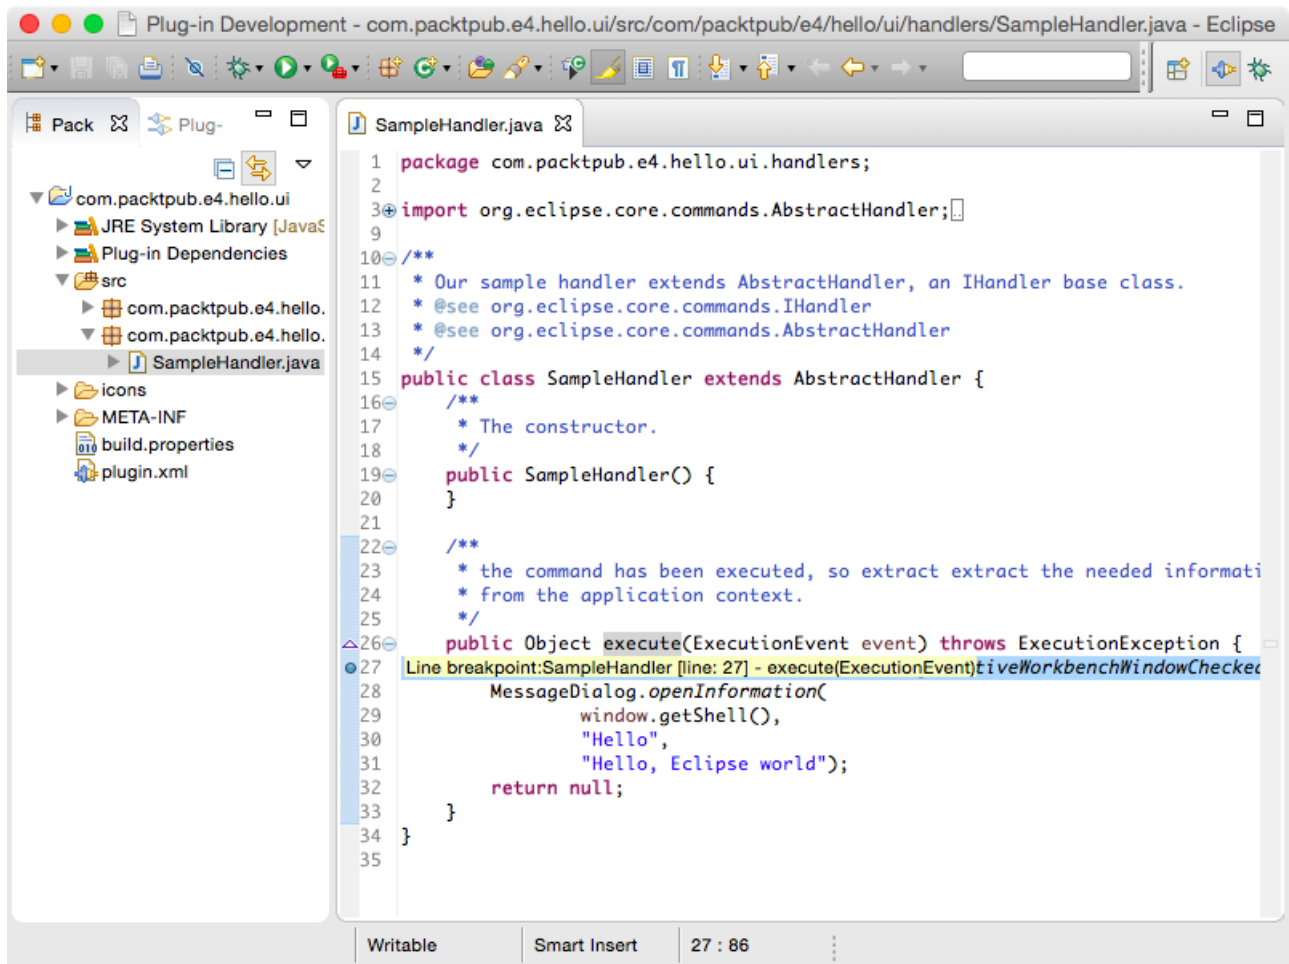 Plug-in Development - com.packtpub.e4.hello.ui/src/com/packtpub/e4/hello/ui/handlers/SampleHandler.java - Eclipse
Pack
Plug-
com.packtpub.e4.hello.ui
JRE System Library [JavaS
Plug-in Dependencies
src
com.packtpub.e4.hello.
com.packtpub.e4.hello.
SampleHandler.java
icons
META-INF
build.properties
plugin.xml
SampleHandler.java
1 package com.packtpub.e4.hello.ui.handlers;
2
3 import org.eclipse.core.commands.AbstractHandler;
9
10 /**
11 * Our sample handler extends AbstractHandler, an IHandler base class.
12 * @see org.eclipse.core.commands.IHandler
13 * @see org.eclipse.core.commands.AbstractHandler
14 */
15 public class SampleHandler extends AbstractHandler {
16 /**
17 * The constructor.
18 */
19 public SampleHandler() {
20 }
21
22 /**
23 * the command has been executed, so extract extract the needed informati
24 * from the application context.
25 */
26 public Object execute(ExecutionEvent event) throws ExecutionException {
27 Line breakpoint:SampleHandler [line: 27] - execute(ExecutionEvent)tiveWorkbenchWindowChecked
28 MessageDialog.openInformation(
29 window.getShell(),
30 "Hello",
31 "Hello, Eclipse world");
32 return null;
33 }
34 }
35
Writable
Smart Insert
27 : 86